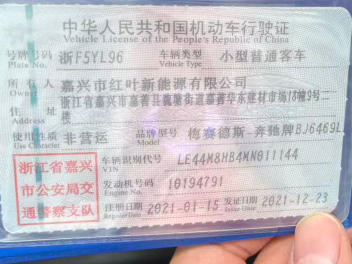 中华人民共和国机动车行驶证
Vehicle License of the People's Republic of China
号牌号码 浙F5YL96 车辆类型 小型普通客车
Plate No. Vehicle Type
所有人 嘉兴市红叶新能源有限公司
Owner
住址 浙江省嘉兴市嘉善县魏塘街道嘉善华东建材市场18幢9号二楼
Address
使用性质 非营运 品牌型号 梅赛德斯-奔驰牌BJ6469L
Use Character Model
浙江省嘉兴市公安局交通警察支队
车辆识别代号 LE44M8HB4MN011144
VIN
发动机号码 10194791
Engine No.
注册日期 2021-01-15 发证日期 2021-12-23
Register Date Issue Date